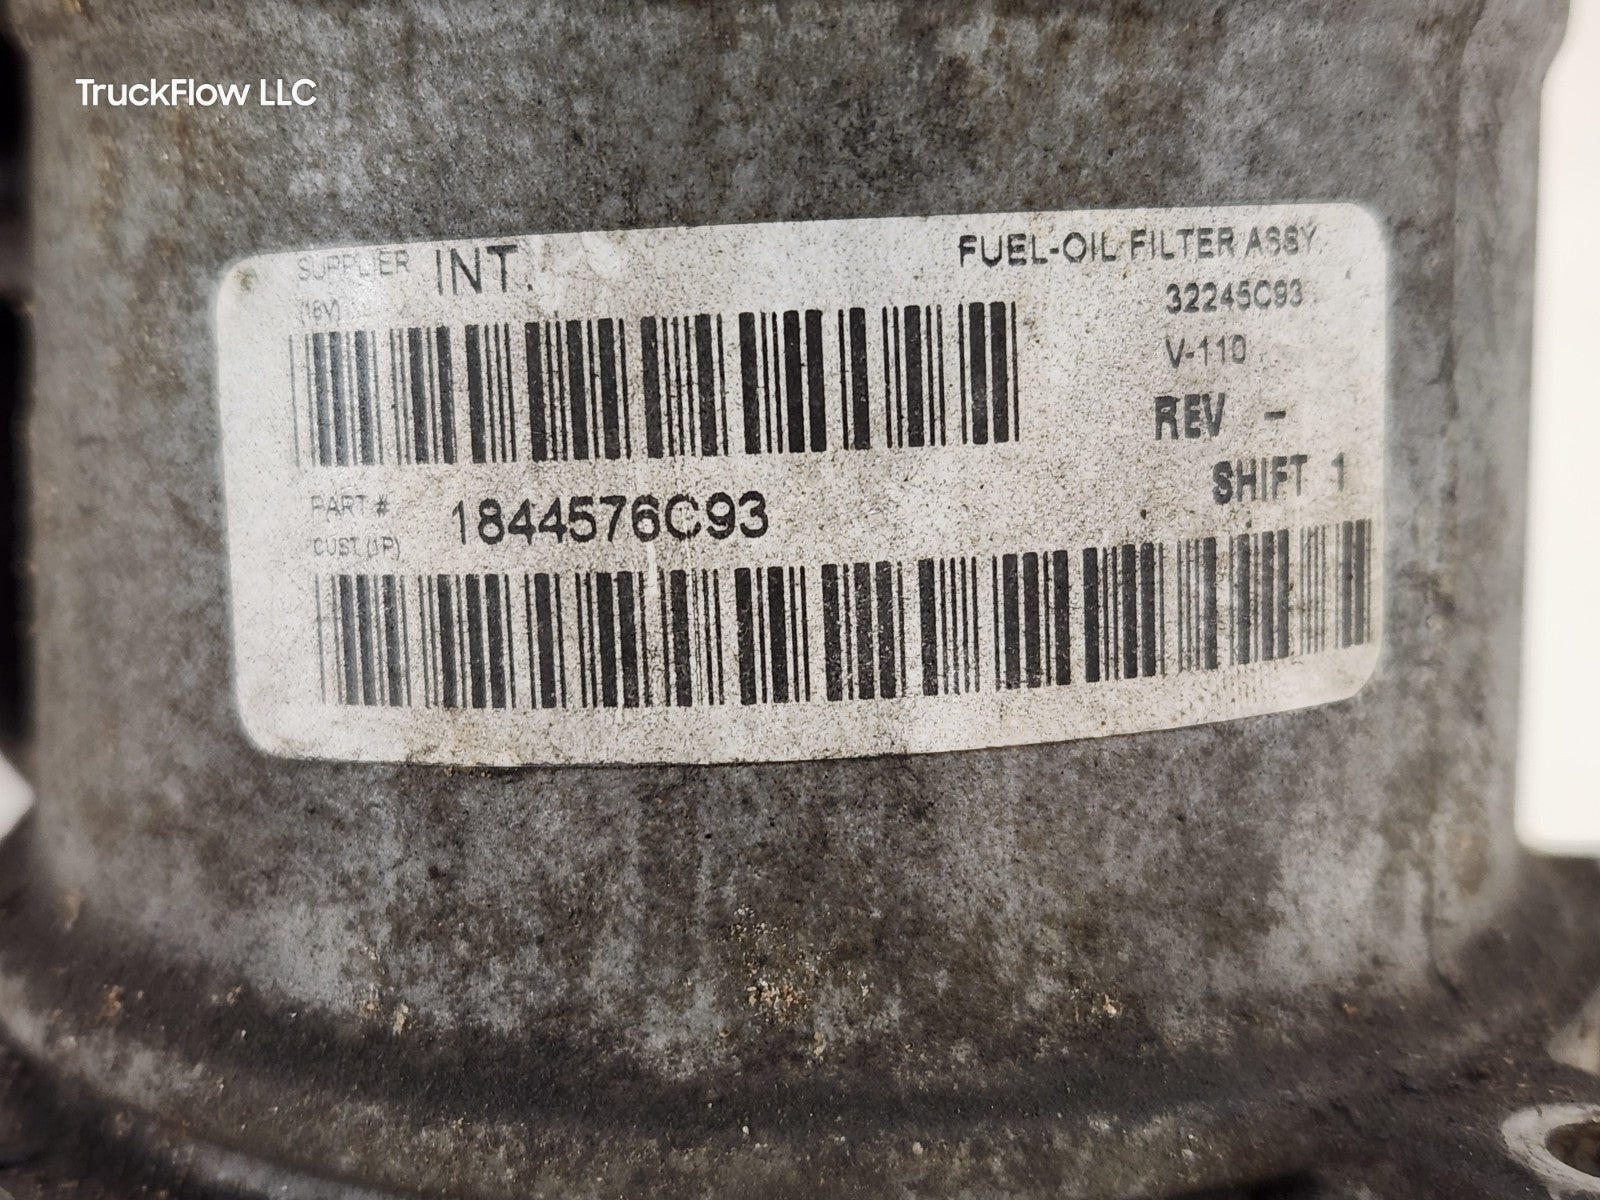 TruckFlow LLC
SUPPLIER INT.
(18V)
FUEL-OIL FILTER ASSY
32245C93
V-110
REV -
SHIFT 1
PART #
CUST (1P)
1844576C93